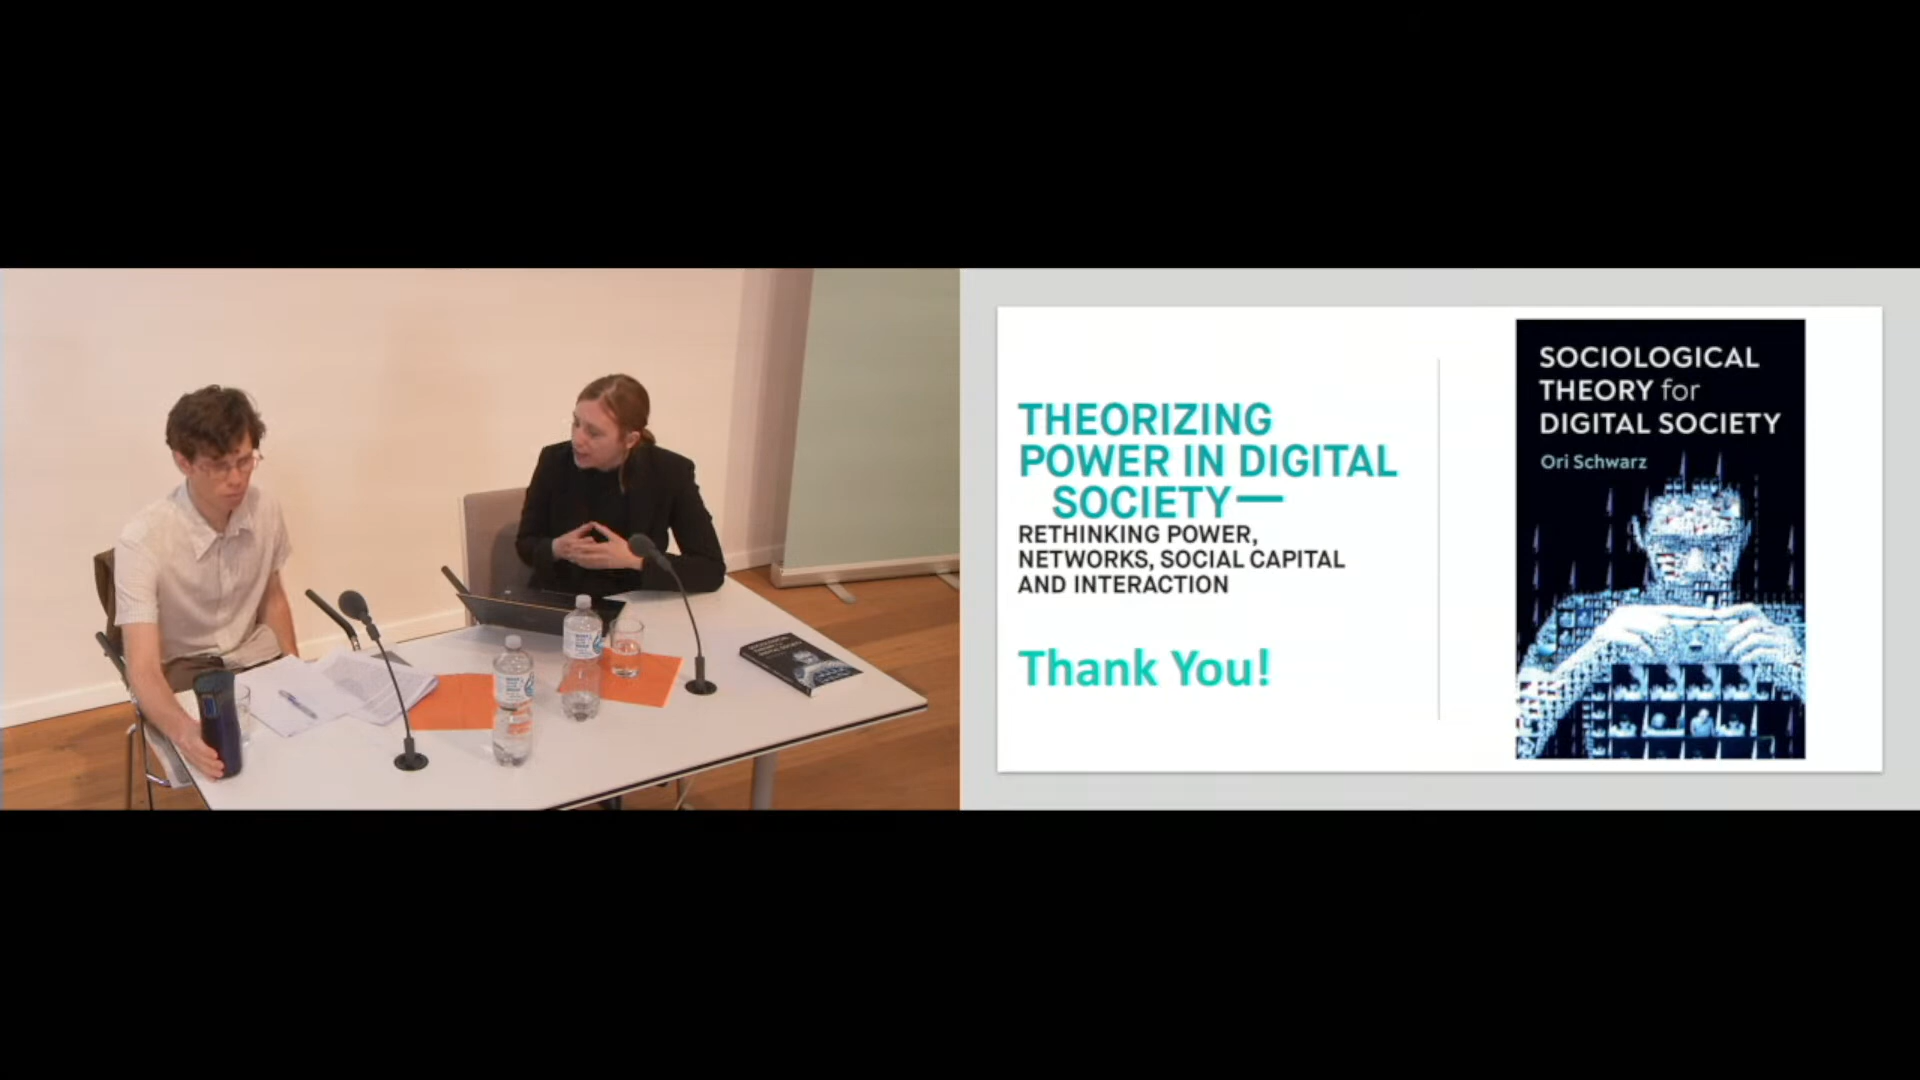 THEORIZING
POWER IN DIGITAL
SOCIETY—
RETHINKING POWER,
NETWORKS, SOCIAL CAPITAL
AND INTERACTION
Thank You!
SOCIOLOGICAL
THEORY for
DIGITAL SOCIETY
Ori Schwarz